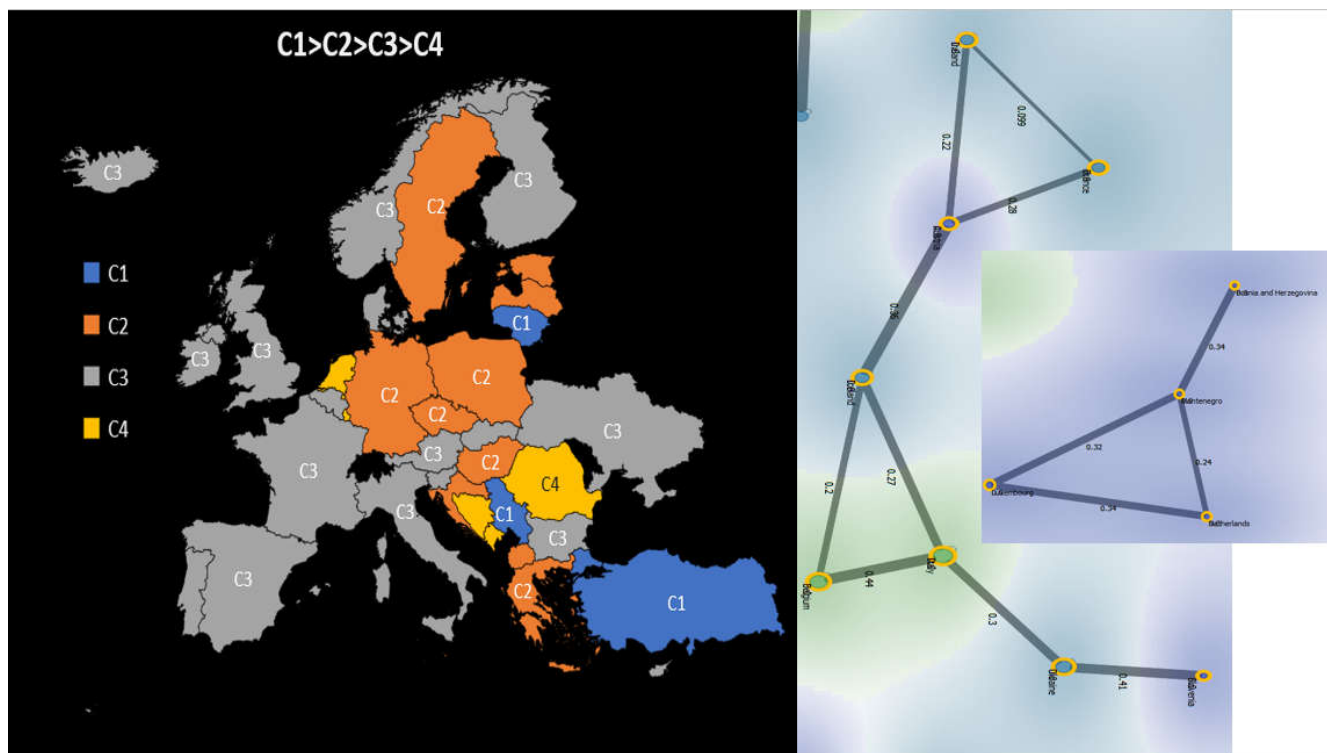 C1>C2>C3>C4
C3
C3
C2
C3
C1
C2
C3
C4
C1
C3
C3
C2
C2
C2
C3
C3
C2
C3
C4
C3
C1
C3
C3
C2
C1
0.099
0.22
0.28
0.36
0.2
0.27
Belgium
0.44
Italy
0.3
Ukraine
0.41
Slovenia
Bosnia and Herzegovina
0.34
Montenegro
0.32
0.24
Luxembourg
0.34
Netherlands